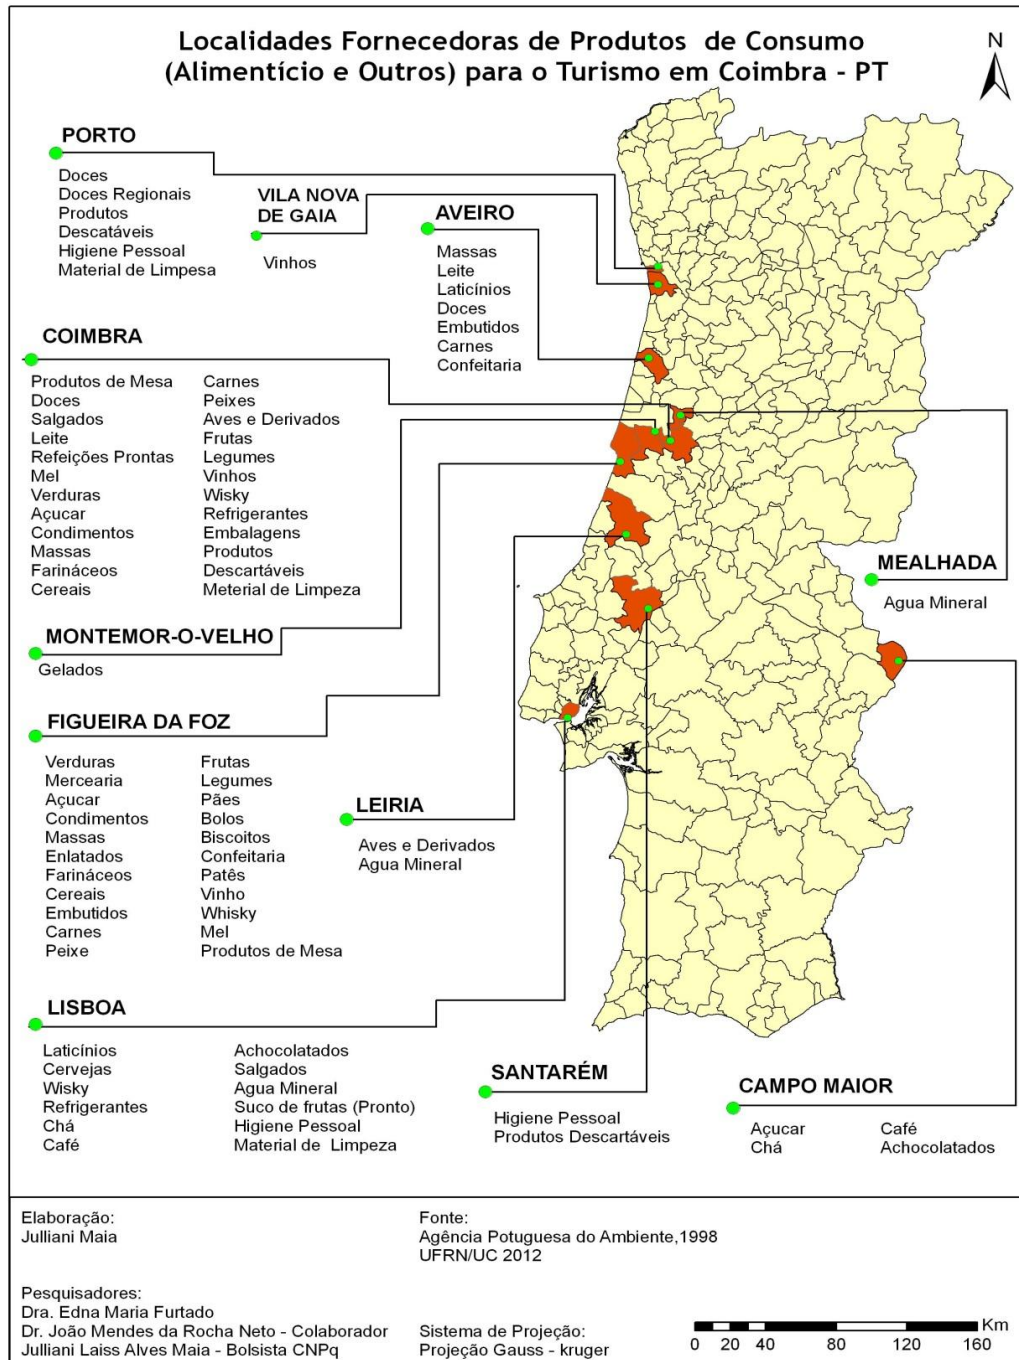 Localidades Fornecedoras de Produtos de Consumo
(Alimentício e Outros) para o Turismo em Coimbra - PT
N
PORTO
Doces
Doces Regionais
Produtos
Descatáveis
Higiene Pessoal
Material de Limpesa
VILA NOVA
DE GAIA
Vinhos
AVEIRO
Massas
Leite
Laticínios
Doces
Embutidos
Carnes
Confeitaria
COIMBRA
Produtos de Mesa
Doces
Salgados
Leite
Refeições Prontas
Mel
Verduras
Açucar
Condimentos
Massas
Farináceos
Cereais
Carnes
Peixes
Aves e Derivados
Frutas
Legumes
Vinhos
Wisky
Refrigerantes
Embalagens
Produtos
Descartáveis
Meterial de Limpeza
MEALHADA
Agua Mineral
MONTEMOR-O-VELHO
Gelados
FIGUEIRA DA FOZ
Verduras
Mercearia
Açucar
Condimentos
Massas
Enlatados
Farináceos
Cereais
Embutidos
Carnes
Peixe
Frutas
Legumes
Pães
Bolos
Biscoitos
Confeitaria
Patês
Vinho
Whisky
Mel
Produtos de Mesa
LEIRIA
Aves e Derivados
Agua Mineral
LISBOA
Laticínios
Cervejas
Wisky
Refrigerantes
Chá
Café
Achocolatados
Salgados
Agua Mineral
Suco de frutas (Pronto)
Higiene Pessoal
Material de Limpeza
SANTARÉM
Higiene Pessoal
Produtos Descartáveis
CAMPO MAIOR
Açucar
Chá
Café
Achocolatados
Elaboração:
Julliani Maia
Fonte:
Agência Potuguesa do Ambiente,1998
UFRN/UC 2012
Pesquisadores:
Dra. Edna Maria Furtado
Dr. João Mendes da Rocha Neto - Colaborador
Julliani Laiss Alves Maia - Bolsista CNPq
Sistema de Projeção:
Projeção Gauss - kruger
Km
0 20 40 80 120 160